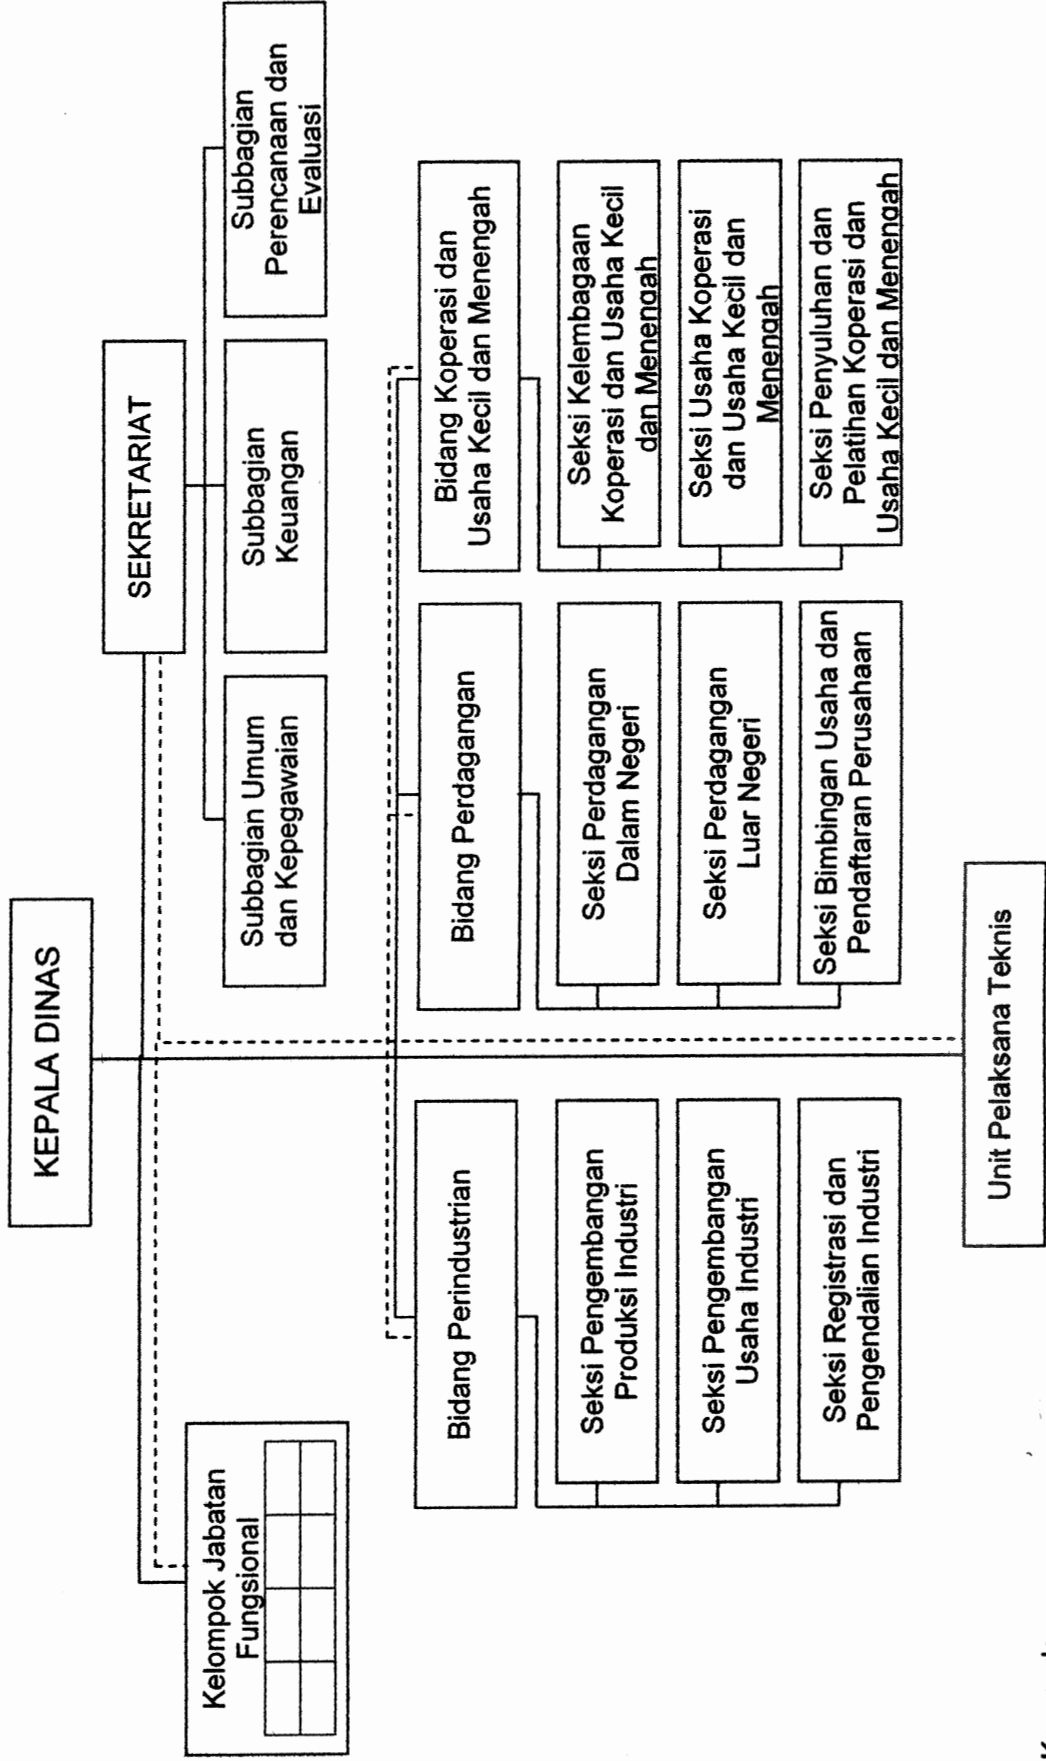 KEPALA DINAS
SEKRETARIAT
Kelompok Jabatan
Fungsional
Subbagian Umum
dan Kepegawaian
Subbagian
Keuangan
Subbagian
Perencanaan dan
Evaluasi
Bidang Perindustrian
Seksi Pengembangan
Produksi Industri
Seksi Pengembangan
Usaha Industri
Seksi Registrasi dan
Pengendalian Industri
Bidang Perdagangan
Seksi Perdagangan
Dalam Negeri
Seksi Perdagangan
Luar Negeri
Seksi Bimbingan Usaha dan
Pendaftaran Perusahaan
Bidang Koperasi dan
Usaha Kecil dan Menengah
Seksi Kelembagaan
Koperasi dan Usaha Kecil
dan Menengah
Seksi Usaha Koperasi
dan Usaha Kecil dan
Menengah
Seksi Penyuluhan dan
Pelatihan Koperasi dan
Usaha Kecil dan Menengah
Unit Pelaksana Teknis